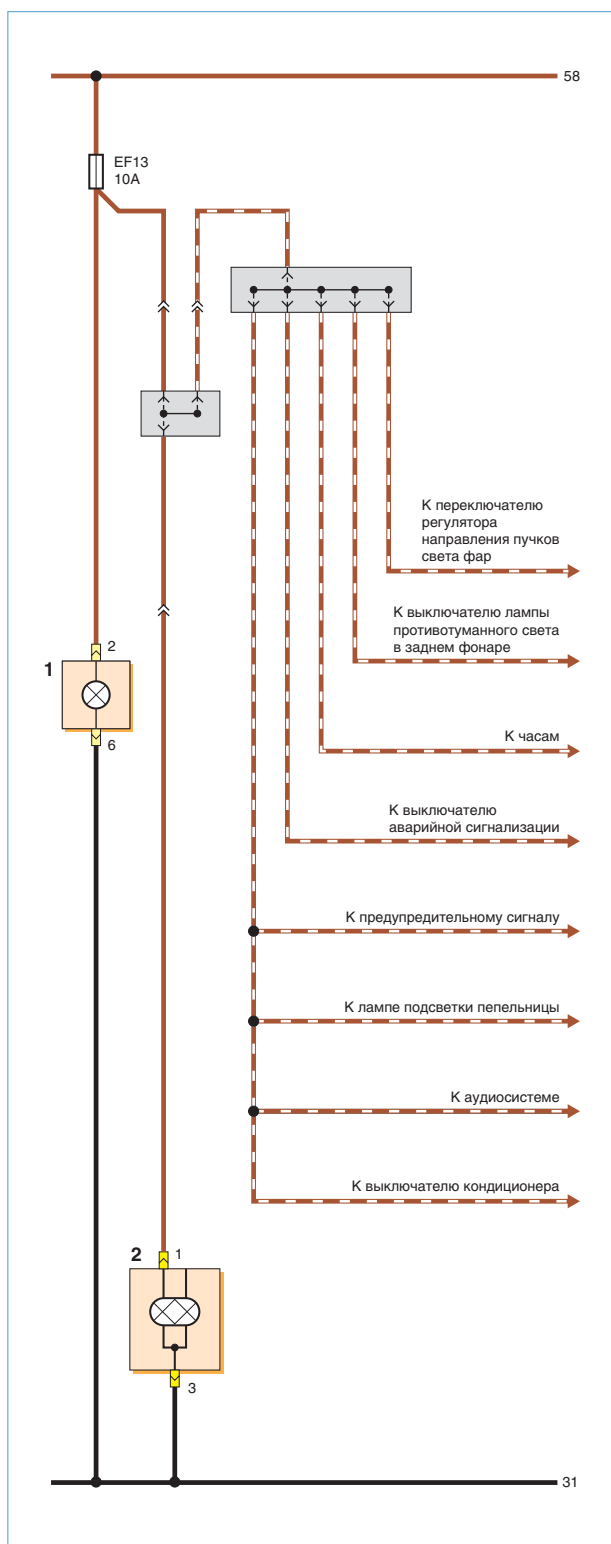 58
EF13
10A
К переключателю
регулятора
направления пучков
света фар
К выключателю лампы
противотуманного света
в заднем фонаре
2
1
6
К часам
К выключателю
аварийной сигнализации
К предупредительному сигналу
К лампе подсветки пепельницы
К аудиосистеме
К выключателю кондиционера
2 1
3
31